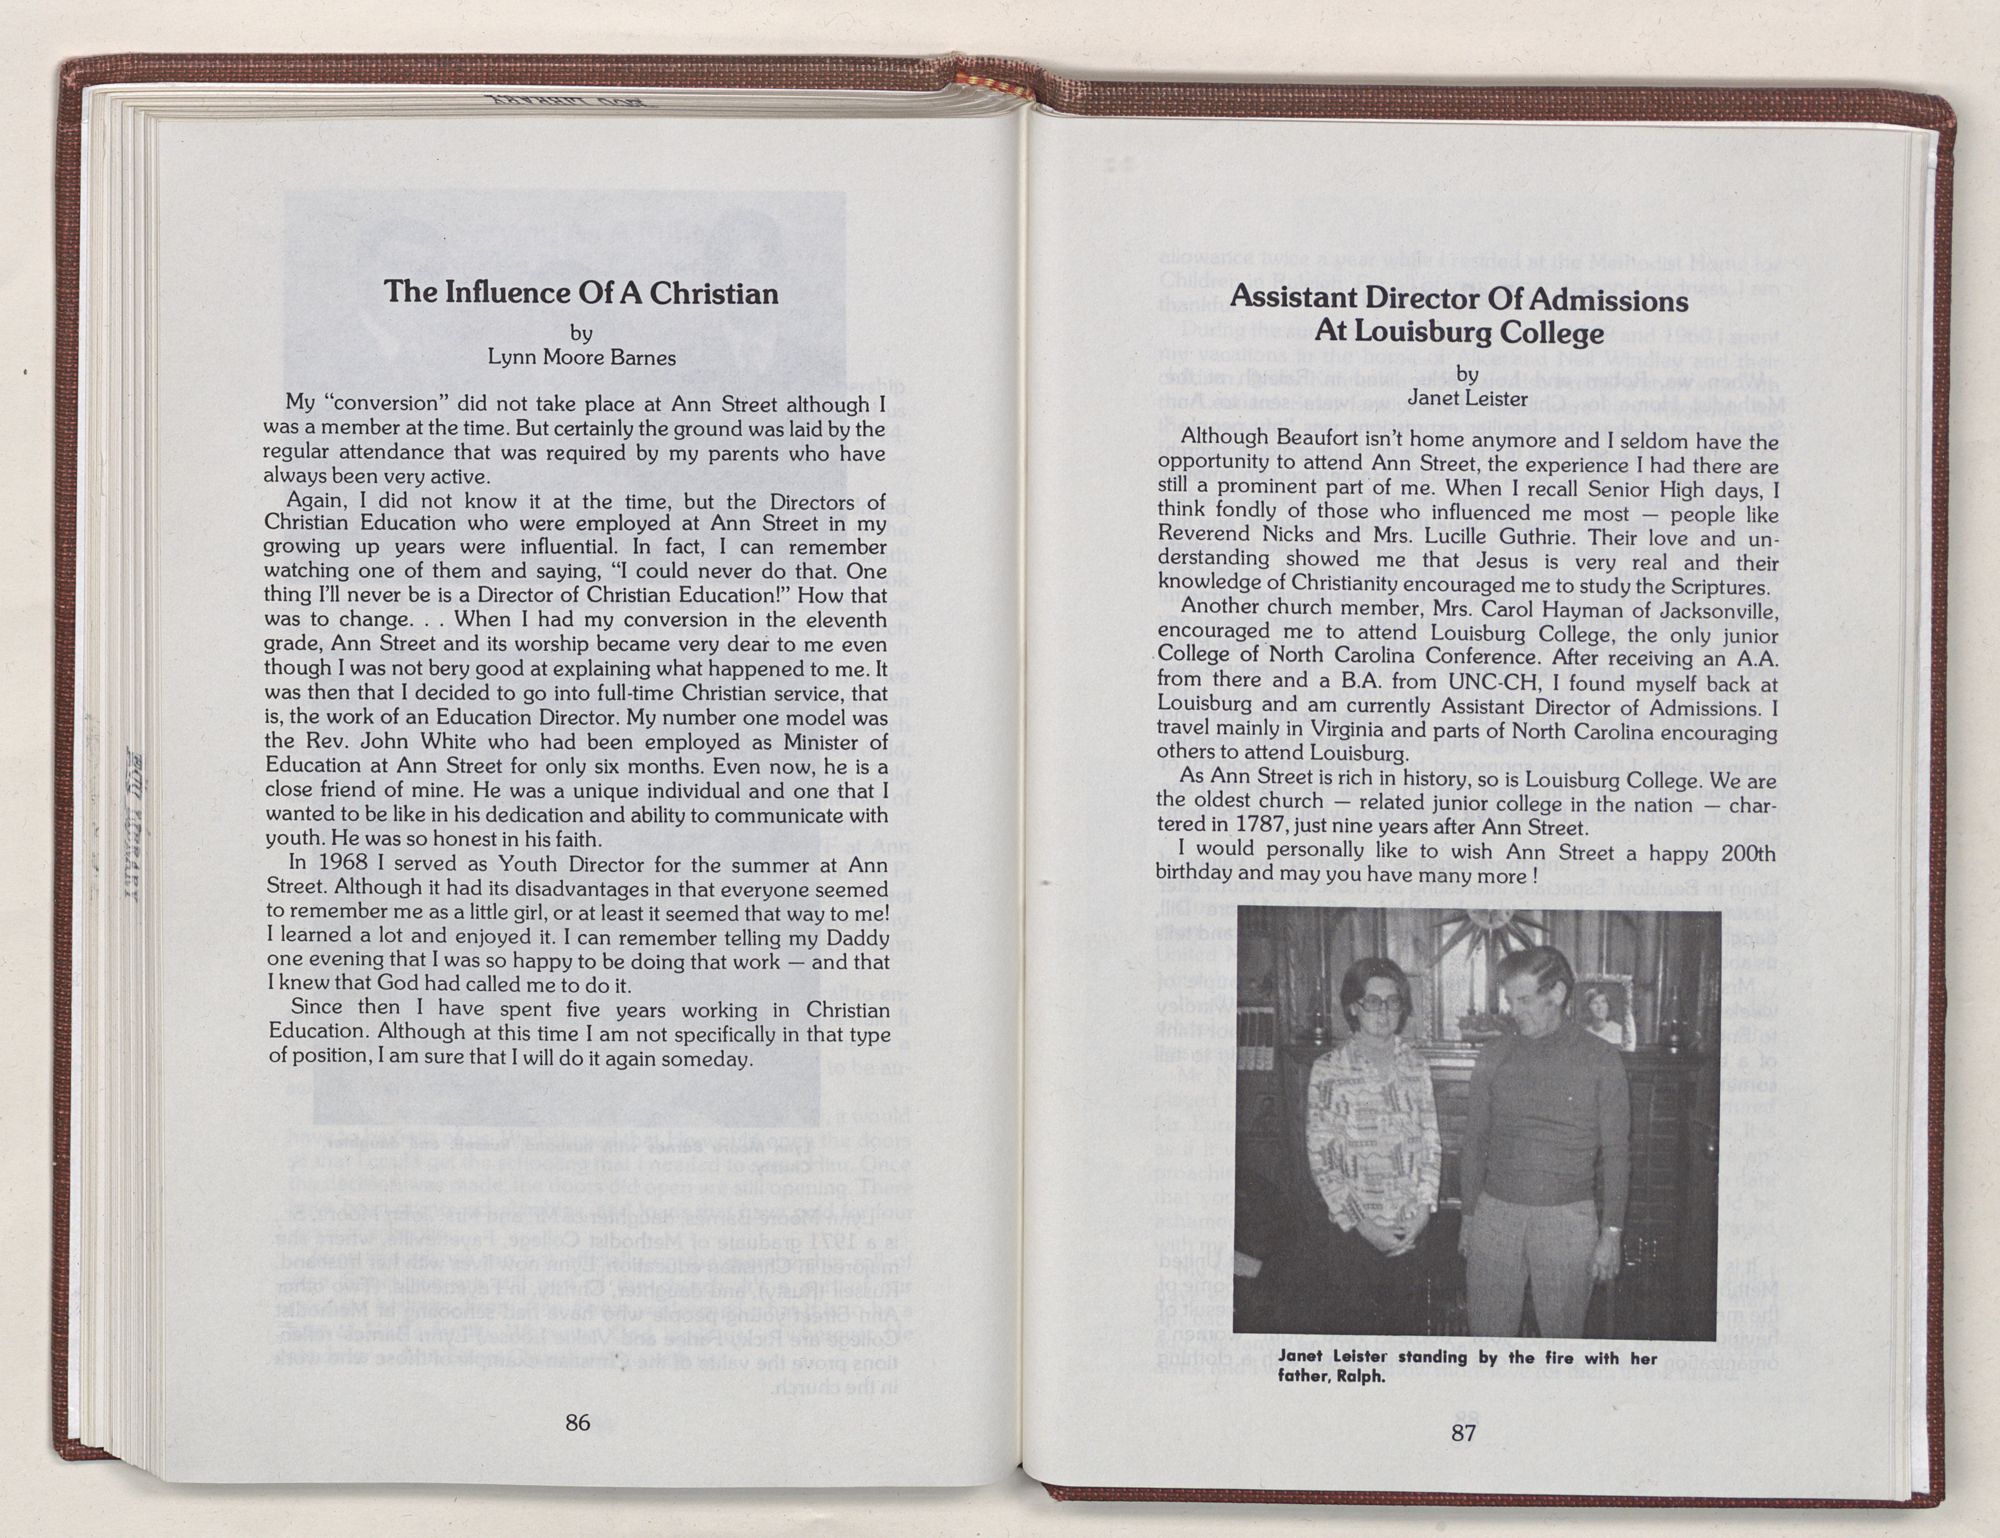 The Influence Of A Christian
by
Lynn Moore Barnes
My “conversion” did not take place at Ann Street although I
was a member at the time. But certainly the ground was laid by the
regular attendance that was required by my parents who have
always been very active.
Again, I did not know it at the time, but the Directors of
Christian Education who were employed at Ann Street in my
growing up years were influential. In fact, I can remember
watching one of them and saying, “I could never do that. One
thing I’ll never be is a Director of Christian Education!” How that
was to change. . . When I had my conversion in the eleventh
grade, Ann Street and its worship became very dear to me even
though I was not bery good at explaining what happened to me. It
was then that I decided to go into full-time Christian service, that
is, the work of an Education Director. My number one model was
the Rev. John White who had been employed as Minister of
Education at Ann Street for only six months. Even now, he is a
close friend of mine. He was a unique individual and one that I
wanted to be like in his dedication and ability to communicate with
youth. He was so honest in his faith.
In 1968 I served as Youth Director for the summer at Ann
Street. Although it had its disadvantages in that everyone seemed
to remember me as a little girl, or at least it seemed that way to me!
I learned a lot and enjoyed it. I can remember telling my Daddy
one evening that I was so happy to be doing that work — and that
I knew that God had called me to do it.
Since then I have spent five years working in Christian
Education. Although at this time I am not specifically in that type
of position, I am sure that I will do it again someday.
86
Assistant Director Of Admissions
At Louisburg College
by
Janet Leister
Although Beaufort isn’t home anymore and I seldom have the
opportunity to attend Ann Street, the experience I had there are
still a prominent part of me. When I recall Senior High days, I
think fondly of those who influenced me most — people like
Reverend Nicks and Mrs. Lucille Guthrie. Their love and un-
derstanding showed me that Jesus is very real and their
knowledge of Christianity encouraged me to study the Scriptures.
Another church member, Mrs. Carol Hayman of Jacksonville,
encouraged me to attend Louisburg College, the only junior
College of North Carolina Conference. After receiving an A.A.
from there and a B.A. from UNC-CH, I found myself back at
Louisburg and am currently Assistant Director of Admissions. I
travel mainly in Virginia and parts of North Carolina encouraging
others to attend Louisburg.
As Ann Street is rich in history, so is Louisburg College. We are
the oldest church — related junior college in the nation — char-
tered in 1787, just nine years after Ann Street.
I would personally like to wish Ann Street a happy 200th
birthday and may you have many more !
Janet Leister standing by the fire with her
father, Ralph.
87